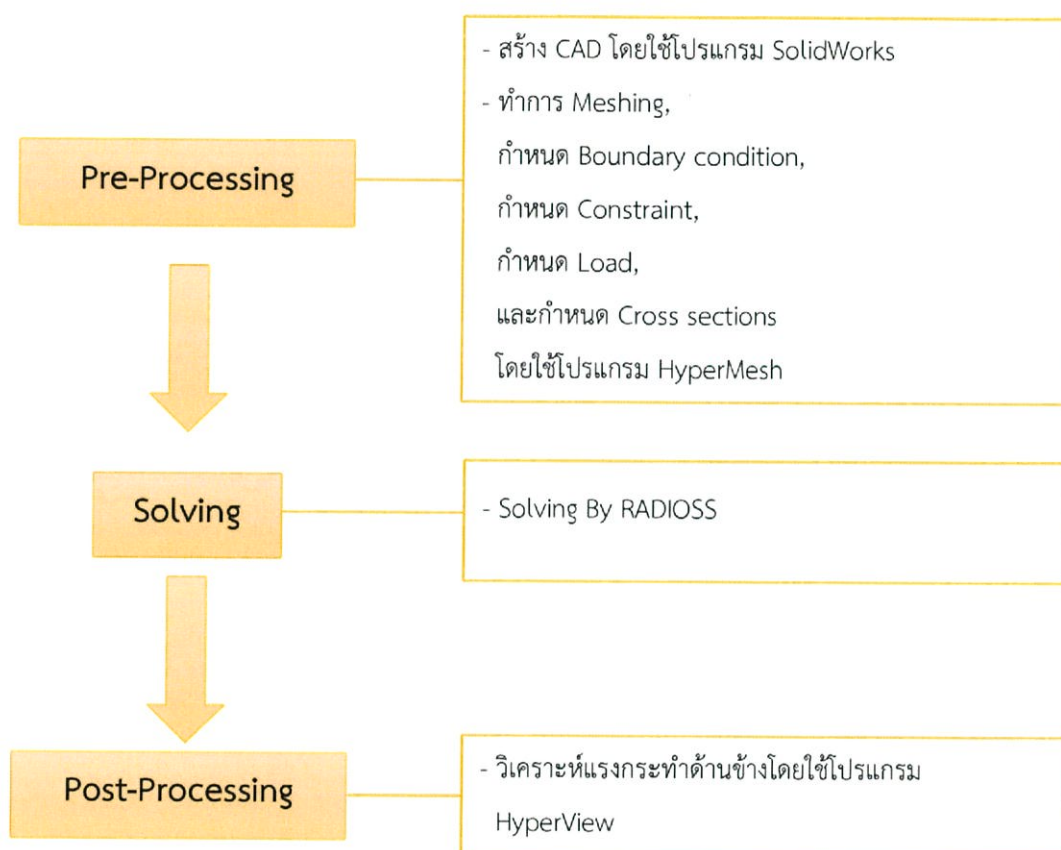 Pre-Processing
- สร้าง CAD โดยใช้โปรแกรม SolidWorks
- ทำการ Meshing,
กำหนด Boundary condition,
กำหนด Constraint,
กำหนด Load,
และกำหนด Cross sections
โดยใช้โปรแกรม HyperMesh
Solving
- Solving By RADIOSS
Post-Processing
- วิเคราะห์แรงกระทำด้านข้างโดยใช้โปรแกรม
HyperView